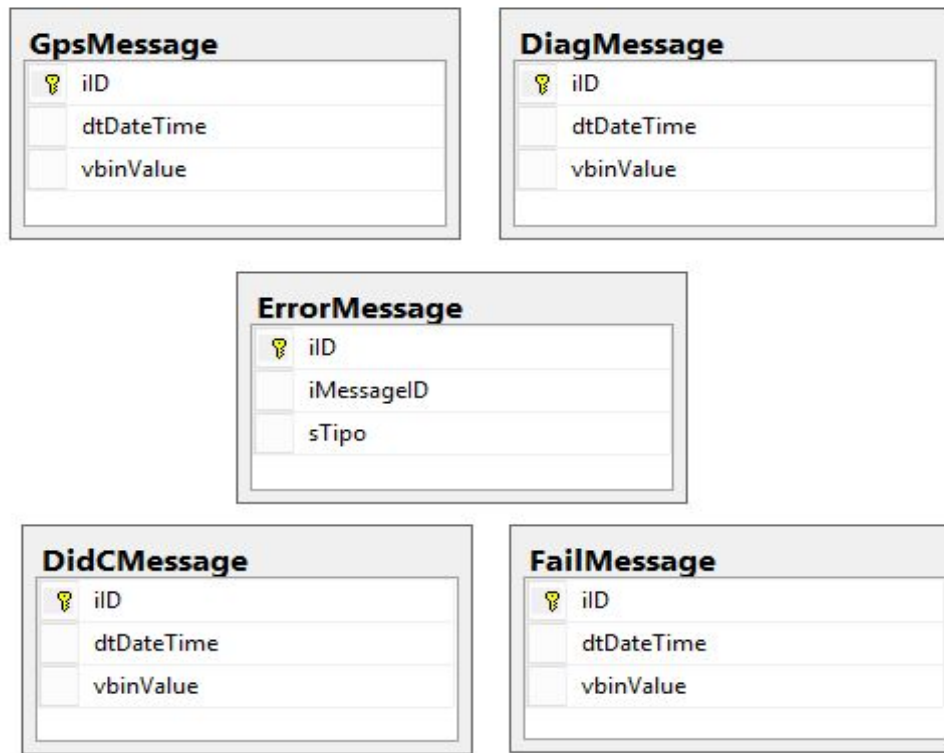 GpsMessage
iID
dtDateTime
vbinValue
DiagMessage
iID
dtDateTime
vbinValue
ErrorMessage
iID
iMessageID
sTipo
DidCMessage
iID
dtDateTime
vbinValue
FailMessage
iID
dtDateTime
vbinValue